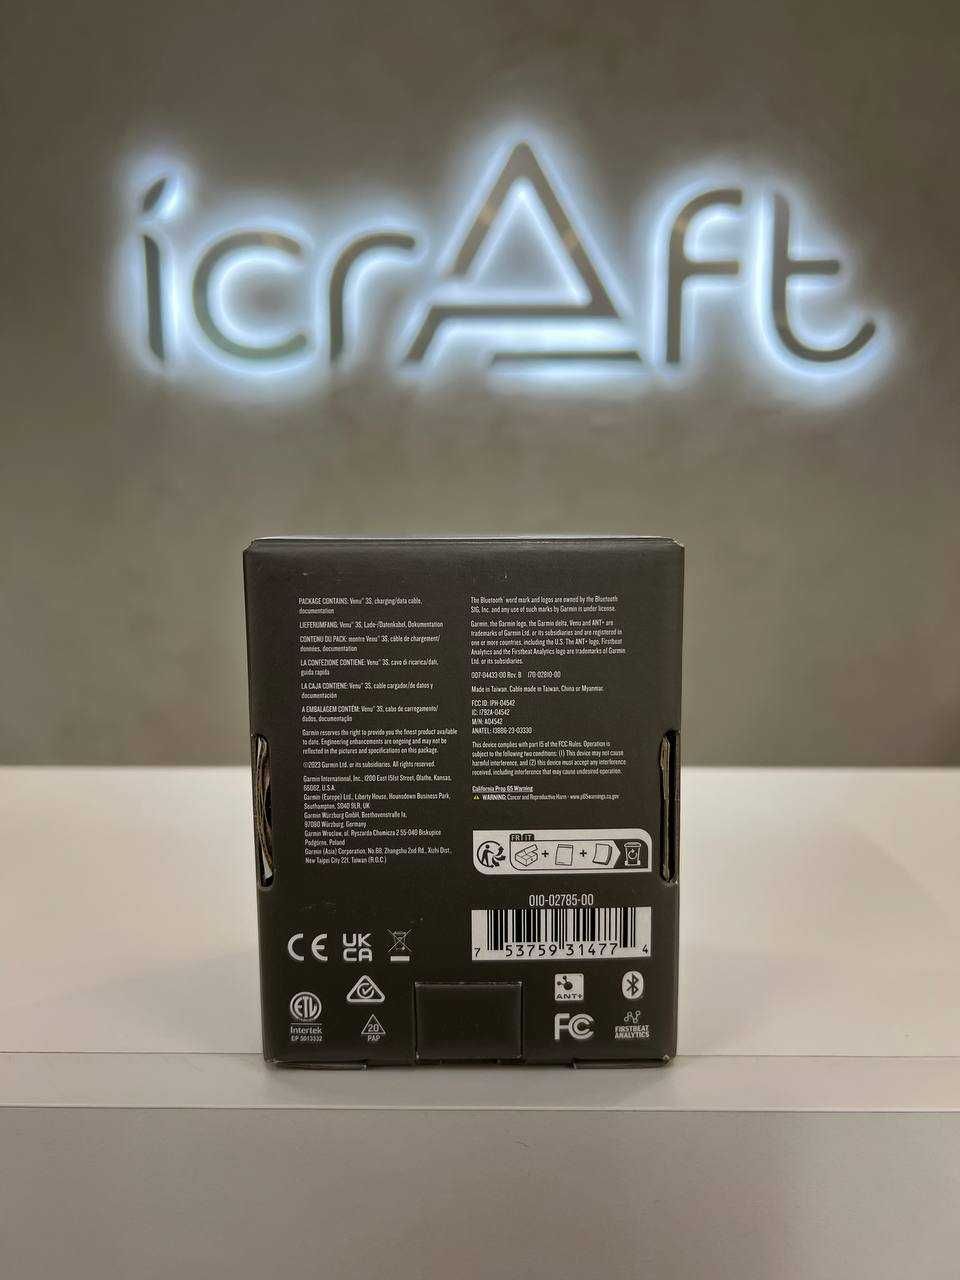 icrAft
PACKAGE CONTAINS: Venu® 3S, charging/data cable,
documentation
LIEFERUMFANG: Venu® 3S, Lade-/Datenkabel, Dokumentation
CONTENU DU PACK: montre Venu® 3S, câble de chargement/
données, documentation
LA CONFEZIONE CONTIENE: Venu® 3S, cavo di ricarica/dati,
guida rapida
LA CAJA CONTIENE: Venu® 3S, cable cargador/de datos y
documentación
A EMBALAGEM CONTÉM: Venu® 3S, cabo de carregamento/
dados, documentação
Garmin reserves the right to provide you the finest product available
to date. Engineering enhancements are ongoing and may not be
reflected in the pictures and specifications on this package.
©2023 Garmin Ltd. or its subsidiaries. All rights reserved.
Garmin International, Inc., 1200 East 151st Street, Olathe, Kansas,
66062, U.S.A.
Garmin (Europe) Ltd., Liberty House, Hounsdown Business Park,
Southampton, SO40 9LR, UK
Garmin Würzburg GmbH, Beethovenstraße 1a,
97080 Würzburg, Germany
Garmin Wroclaw, ul. Ryszarda Chomicza 2 55-040 Biskupice
Podgórne, Poland
Garmin (Asia) Corporation, No.68, Zhangshu 2nd Rd., Xizhi Dist.,
New Taipei City 221, Taiwan (R.O.C.)
The Bluetooth® word mark and logos are owned by the Bluetooth
SIG, Inc. and any use of such marks by Garmin is under license.
Garmin, the Garmin logo, the Garmin delta, Venu and ANT+ are
trademarks of Garmin Ltd. or its subsidiaries and are registered in
one or more countries, including the U.S. The ANT+ logo, Firstbeat
Analytics and the Firstbeat Analytics logo are trademarks of Garmin
Ltd. or its subsidiaries.
007-04433-00 Rev. B 170-02810-00
Made in Taiwan. Cable made in Taiwan, China or Myanmar.
FCC ID: IPH-04542
IC: 1792A-04542
M/N: A04542
ANATEL: 13886-23-03330
This device complies with part 15 of the FCC Rules. Operation is
subject to the following two conditions: (1) This device may not cause
harmful interference, and (2) this device must accept any interference
received, including interference that may cause undesired operation.
California Prop 65 Warning
WARNING: Cancer and Reproductive Harm - www.p65warnings.ca.gov
FR IT
+ +
010-02785-00
7 53759 31477 4
CE UK
CA
ETL
Intertek
EP 5013332
20
PAP
ANT+
FC
FIRSTBEAT
ANALYTICS